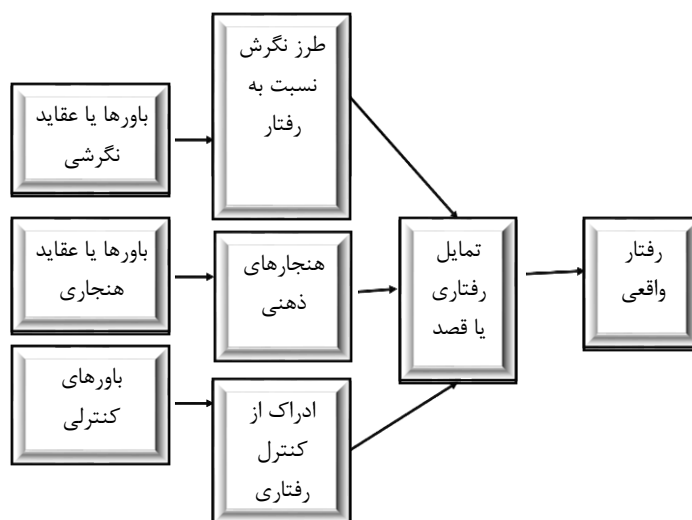 باورها یا عقاید
نگرشی
طرز نگرش
نسبت به
رفتار
باورها یا عقاید
هنجاری
هنجارهای
ذهنی
باورهای
کنترلی
ادراک از
کنترل
رفتاری
تمایل
رفتاری
یا قصد
رفتار
واقعی